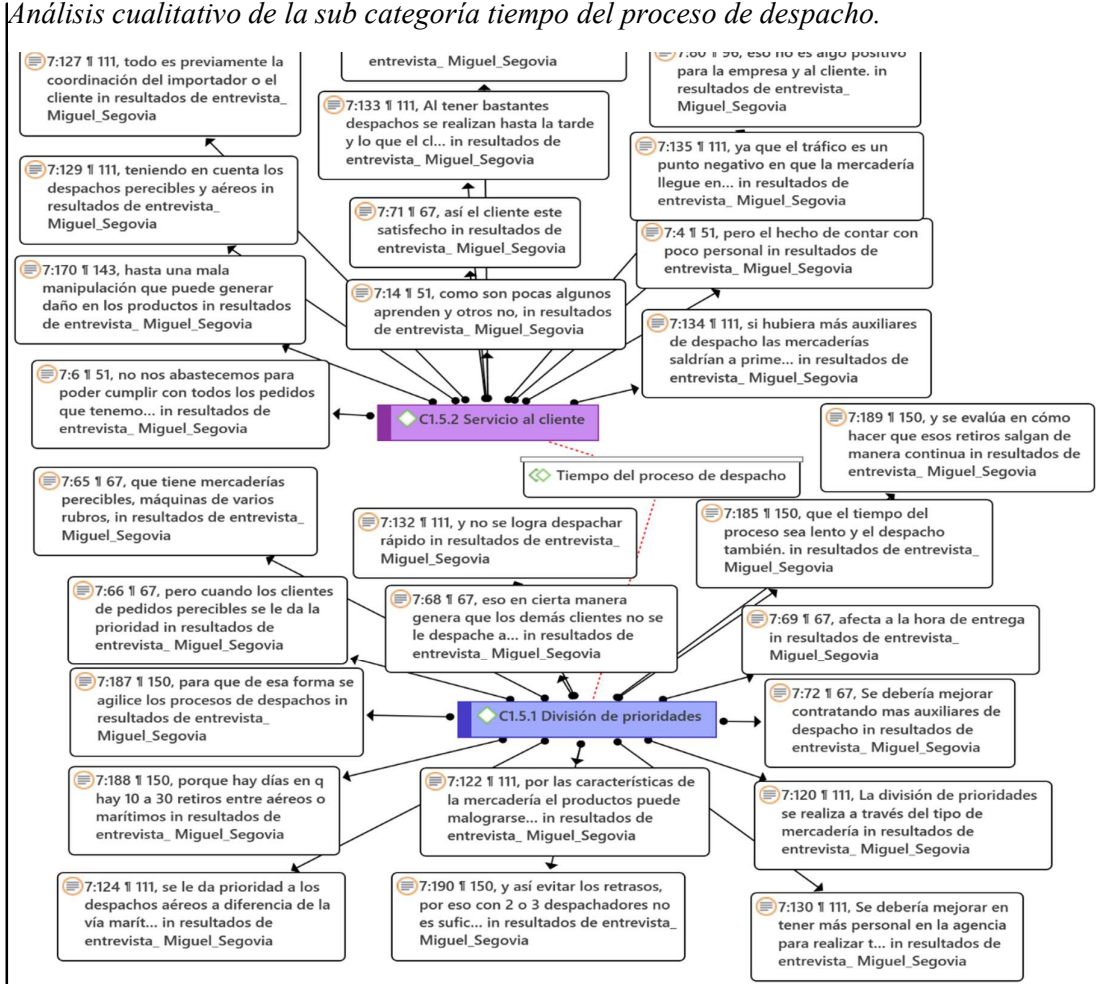 Análisis cualitativo de la sub categoría tiempo del proceso de despacho.
7:127 ¶ 111, todo es previamente la
coordinación del importador o el
cliente in resultados de entrevista_
Miguel_Segovia
entrevista_ Miguel_Segovia
7:80 ¶ 96, eso no es algo positivo
para la empresa y al cliente. in
resultados de entrevista_
Miguel_Segovia
7:133 ¶ 111, Al tener bastantes
despachos se realizan hasta la tarde
y lo que el cl... in resultados de
entrevista_ Miguel_Segovia
7:135 ¶ 111, ya que el tráfico es un
punto negativo en que la mercadería
llegue en... in resultados de
entrevista_ Miguel_Segovia
7:129 ¶ 111, teniendo en cuenta los
despachos perecibles y aéreos in
resultados de entrevista_
Miguel_Segovia
7:71 ¶ 67, así el cliente este
satisfecho in resultados de
entrevista_ Miguel_Segovia
7:4 ¶ 51, pero el hecho de contar con
poco personal in resultados de
entrevista_ Miguel_Segovia
7:170 ¶ 143, hasta una mala
manipulación que puede generar
daño en los productos in resultados
de entrevista_ Miguel_Segovia
7:14 ¶ 51, como son pocas algunos
aprenden y otros no, in resultados
de entrevista_ Miguel_Segovia
7:134 ¶ 111, si hubiera más auxiliares
de despacho las mercaderías
saldrían a prime... in resultados de
entrevista_ Miguel_Segovia
7:6 ¶ 51, no nos abastecemos para
poder cumplir con todos los pedidos
que tenemo... in resultados de
entrevista_ Miguel_Segovia
C1.5.2 Servicio al cliente
7:189 ¶ 150, y se evalúa en cómo
hacer que esos retiros salgan de
manera continua in resultados de
entrevista_ Miguel_Segovia
Tiempo del proceso de despacho
7:65 ¶ 67, que tiene mercaderías
perecibles, máquinas de varios
rubros, in resultados de entrevista_
Miguel_Segovia
7:132 ¶ 111, y no se logra despachar
rápido in resultados de entrevista_
Miguel_Segovia
7:185 ¶ 150, que el tiempo del
proceso sea lento y el despacho
también. in resultados de entrevista_
Miguel_Segovia
7:66 ¶ 67, pero cuando los clientes
de pedidos perecibles se le da la
prioridad in resultados de
entrevista_ Miguel_Segovia
7:68 ¶ 67, eso en cierta manera
genera que los demás clientes no se
le despache a... in resultados de
entrevista_ Miguel_Segovia
7:69 ¶ 67, afecta a la hora de entrega
in resultados de entrevista_
Miguel_Segovia
7:187 ¶ 150, para que de esa forma se
agilice los procesos de despachos in
resultados de entrevista_
Miguel_Segovia
C1.5.1 División de prioridades
7:72 ¶ 67, Se debería mejorar
contratando mas auxiliares de
despacho in resultados de
entrevista_ Miguel_Segovia
7:188 ¶ 150, porque hay días en q
hay 10 a 30 retiros entre aéreos o
marítimos in resultados de
entrevista_ Miguel_Segovia
7:122 ¶ 111, por las características de
la mercadería el productos puede
malograrse... in resultados de
entrevista_ Miguel_Segovia
7:120 ¶ 111, La división de prioridades
se realiza a través del tipo de
mercadería in resultados de
entrevista_ Miguel_Segovia
7:124 ¶ 111, se le da prioridad a los
despachos aéreos a diferencia de la
vía marít... in resultados de
entrevista_ Miguel_Segovia
7:190 ¶ 150, y así evitar los retrasos,
por eso con 2 o 3 despachadores no
es sufic... in resultados de entrevista_
Miguel_Segovia
7:130 ¶ 111, Se debería mejorar en
tener más personal en la agencia
para realizar t... in resultados de
entrevista_ Miguel_Segovia